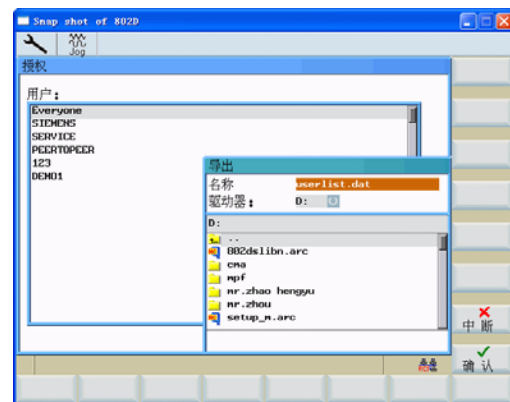 Snap shot of 802D
Jog
授权
用户：
Everyone
SIEMENS
SERVICE
PEERTOPEER
123
DEMO1
导出
名称 userlist.dat
驱动器： D:
D:
..
802dslibn.arc
cma
mpf
mr.zhao hengyu
mr.zhou
setup_m.arc
中断
确认